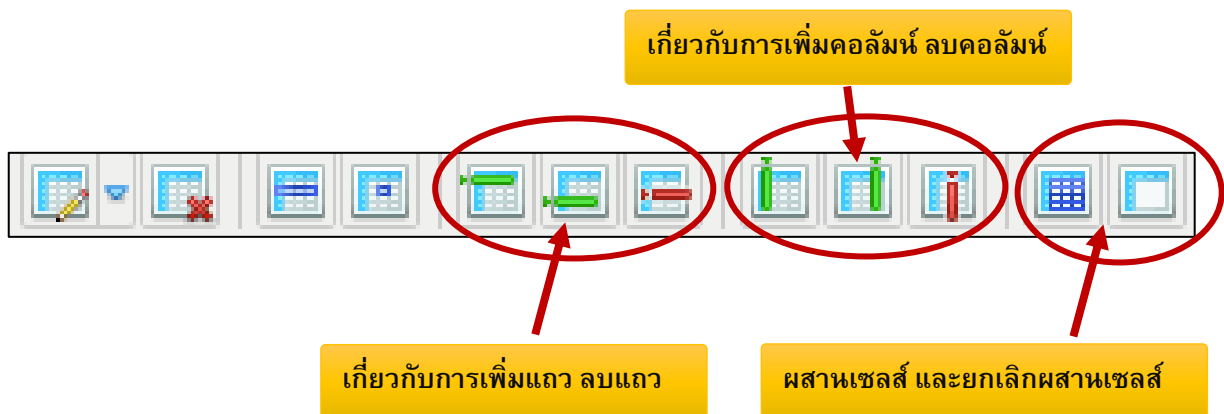 เกี่ยวกับการเพิ่มคอลัมน์ ลบคอลัมน์
เกี่ยวกับการเพิ่มแถว ลบแถว
ผสานเซลส์ และยกเลิกผสานเซลส์